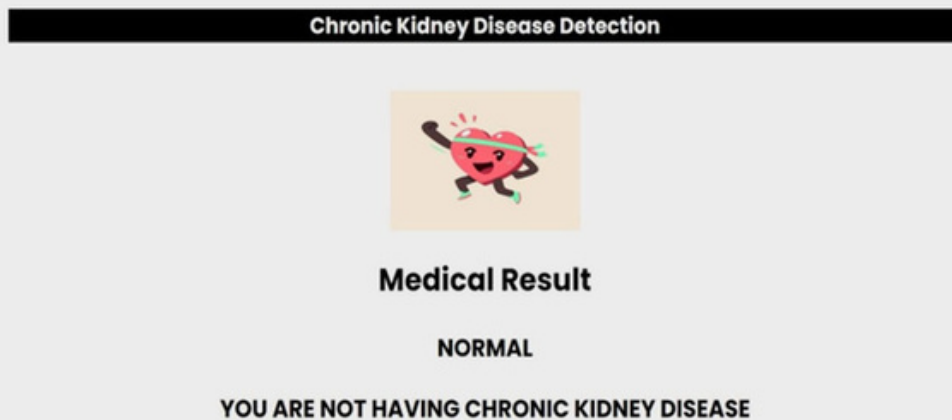 Chronic Kidney Disease Detection
Medical Result
NORMAL
YOU ARE NOT HAVING CHRONIC KIDNEY DISEASE